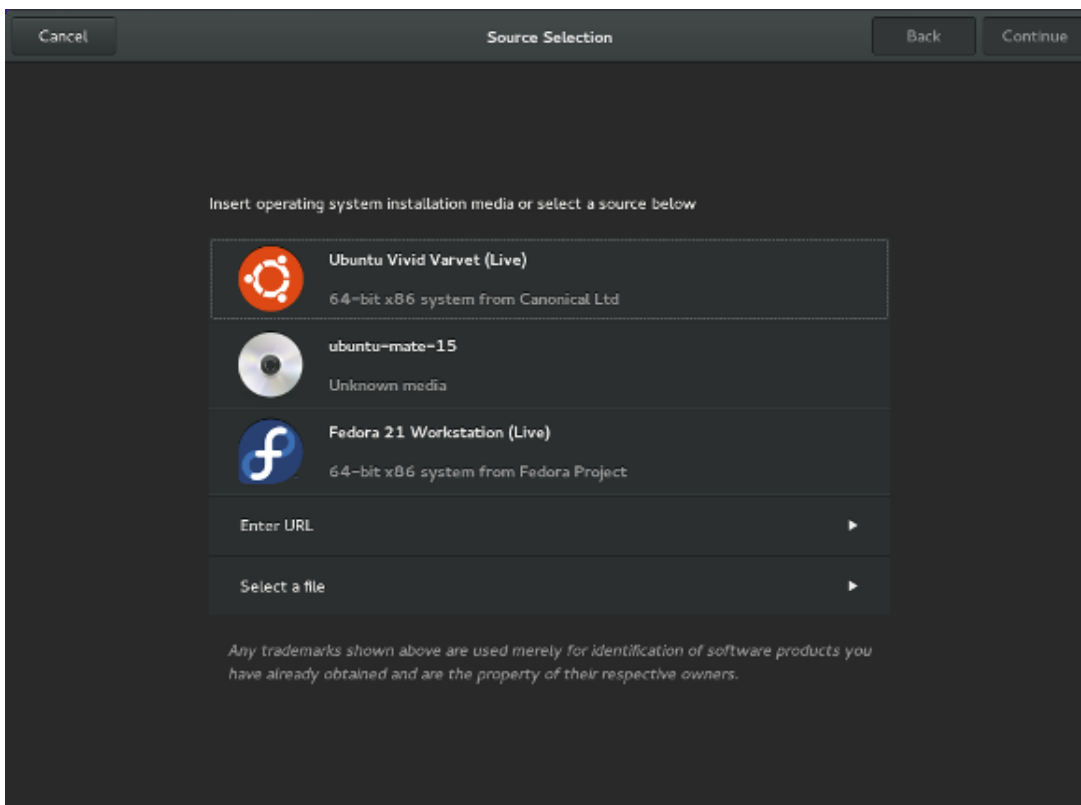 Cancel
Source Selection
Back
Continue
Insert operating system installation media or select a source below
Ubuntu Vivid Varvet (Live)
64-bit x86 system from Canonical Ltd
ubuntu-mate-15
Unknown media
Fedora 21 Workstation (Live)
64-bit x86 system from Fedora Project
Enter URL
Select a file
Any trademarks shown above are used merely for identification of software products you
have already obtained and are the property of their respective owners.